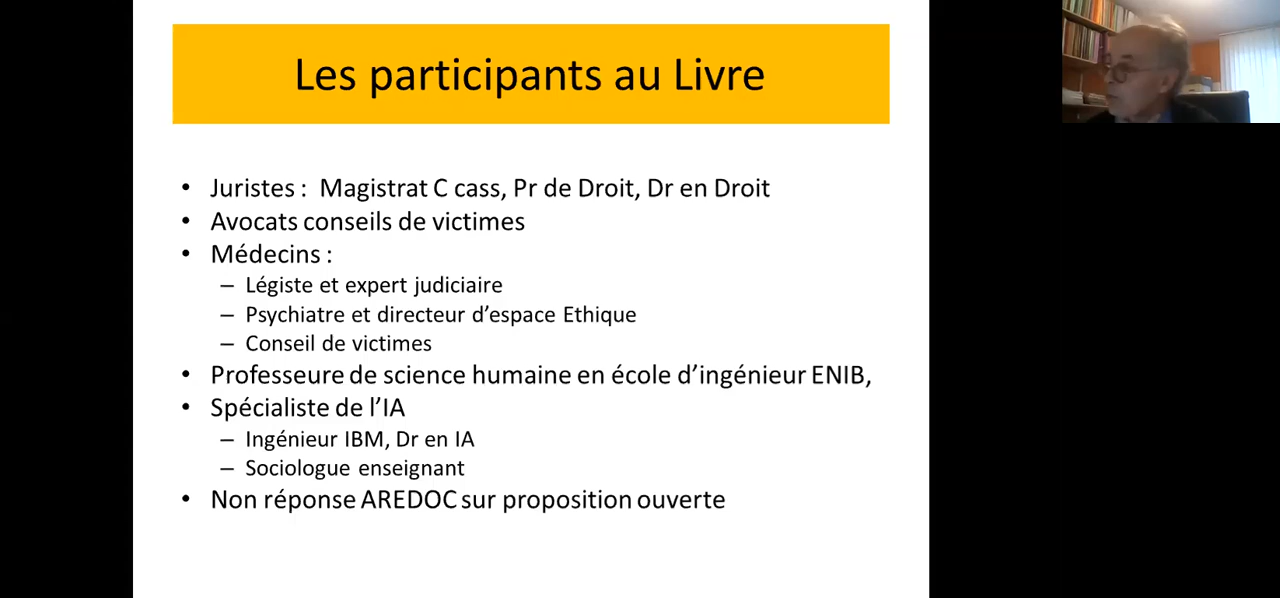 Les participants au Livre
• Juristes : Magistrat C cass, Pr de Droit, Dr en Droit
• Avocats conseils de victimes
• Médecins :
– Légiste et expert judiciaire
– Psychiatre et directeur d’espace Ethique
– Conseil de victimes
• Professeure de science humaine en école d’ingénieur ENIB,
• Spécialiste de l’IA
– Ingénieur IBM, Dr en IA
– Sociologue enseignant
• Non réponse AREDOC sur proposition ouverte